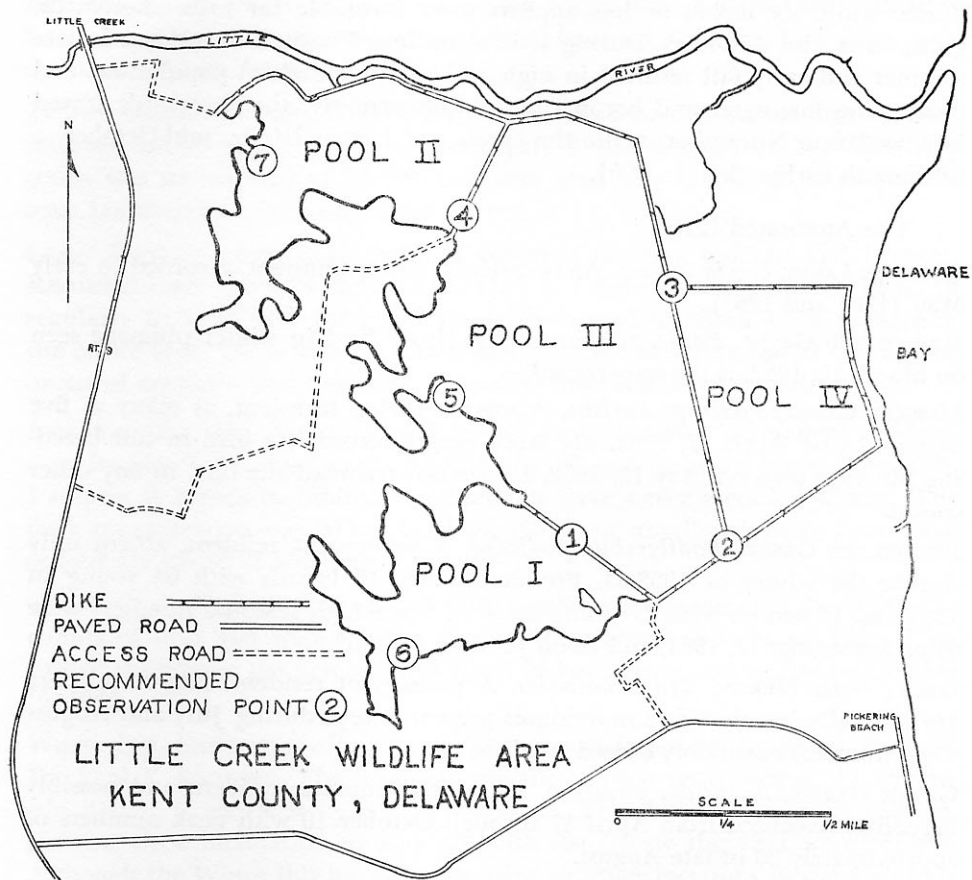 LITTLE CREEK
LITTLE
RIVER
N
POOL II
7
4
3
DELAWARE
BAY
POOL III
POOL IV
RT. 9
5
1
2
POOL I
6
DIKE
PAVED ROAD
ACCESS ROAD
RECOMMENDED
OBSERVATION POINT 2
PICKERING
BEACH
LITTLE CREEK WILDLIFE AREA
KENT COUNTY, DELAWARE
SCALE
0 1/4 1/2 MILE